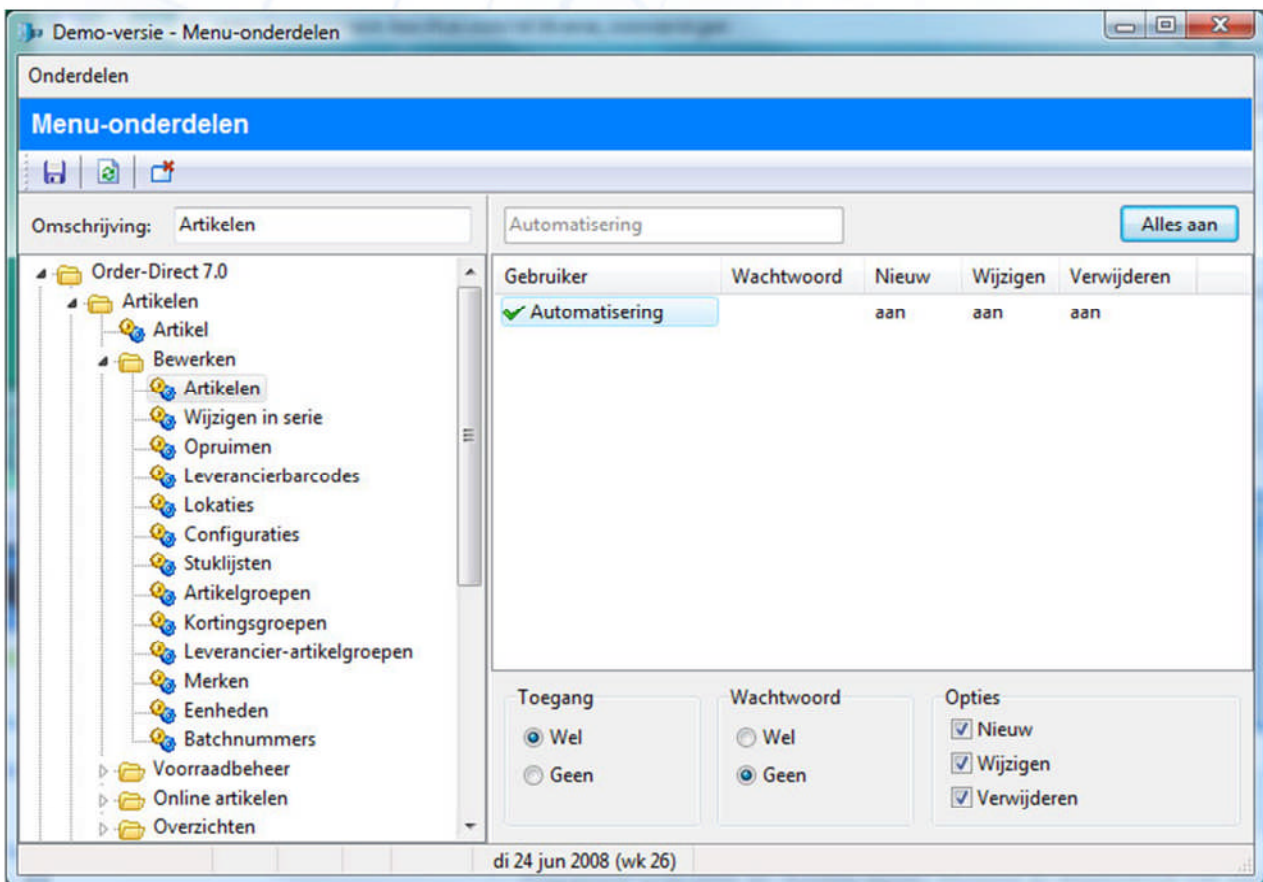 Demo-versie - Menu-onderdelen
Onderdelen
Menu-onderdelen
Omschrijving: Artikelen
Automatisering Alles aan
Order-Direct 7.0
Artikelen
Artikel
Bewerken
Artikelen
Wijzigen in serie
Opruimen
Leverancierbarcodes
Lokaties
Configuraties
Stuklijsten
Artikelgroepen
Kortingsgroepen
Leverancier-artikelgroepen
Merken
Eenheden
Batchnummers
Voorraadbeheer
Online artikelen
Overzichten
Gebruiker Wachtwoord Nieuw Wijzigen Verwijderen
Automatisering aan aan aan
Toegang
Wel
Geen
Wachtwoord
Wel
Geen
Opties
Nieuw
Wijzigen
Verwijderen
di 24 jun 2008 (wk 26)